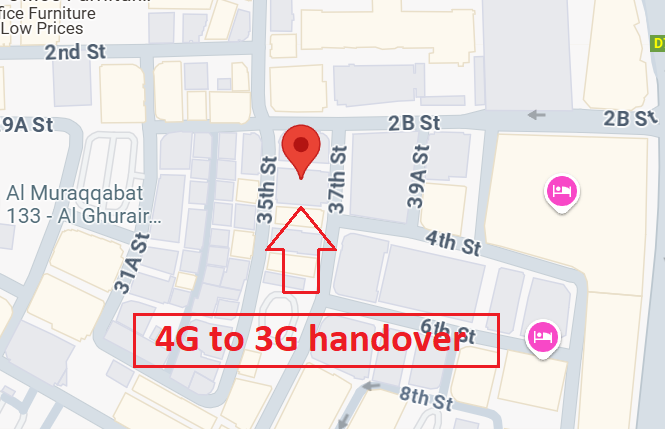 ffice Furniture
Low Prices
2nd St
2B St
2B St
9A St
35th St
37th St
39A St
Al Muraqqabat
133 - Al Ghurair...
31A St
4th St
6th St
4G to 3G handover
8th St